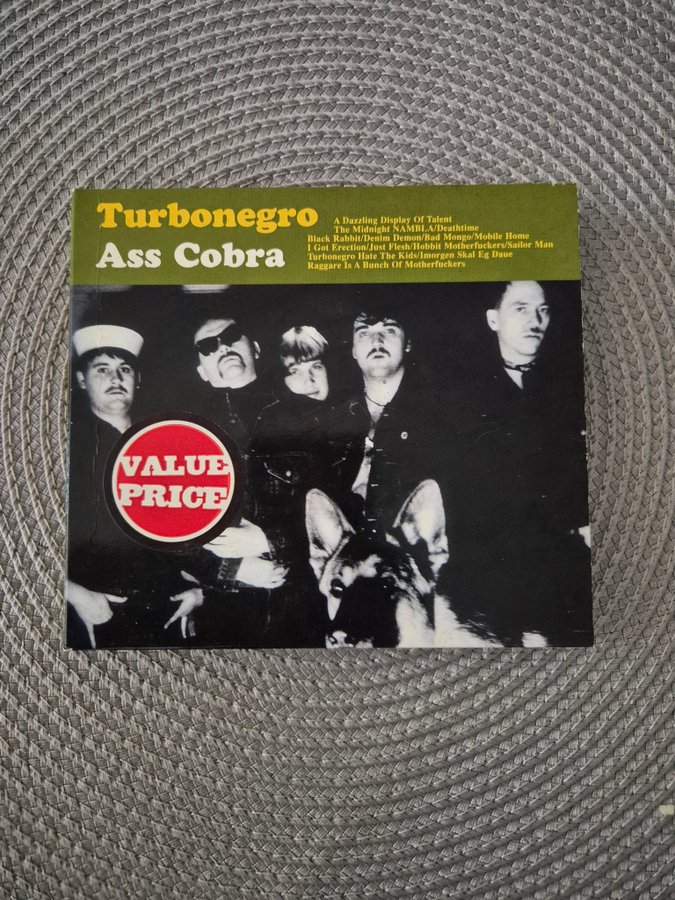 Turbonegro
Ass Cobra
A Dazzling Display Of Talent
The Midnight NAMBLA/Deathtime
Black Rabbit/Denim Demon/Bad Mongo/Mobile Home
I Got Erection/Just Flesh/Hobbit Motherfuckers/Sailor Man
Turbonegro Hate The Kids/Imorgen Skal Eg Daue
Raggare Is A Bunch Of Motherfuckers
VALUE
PRICE